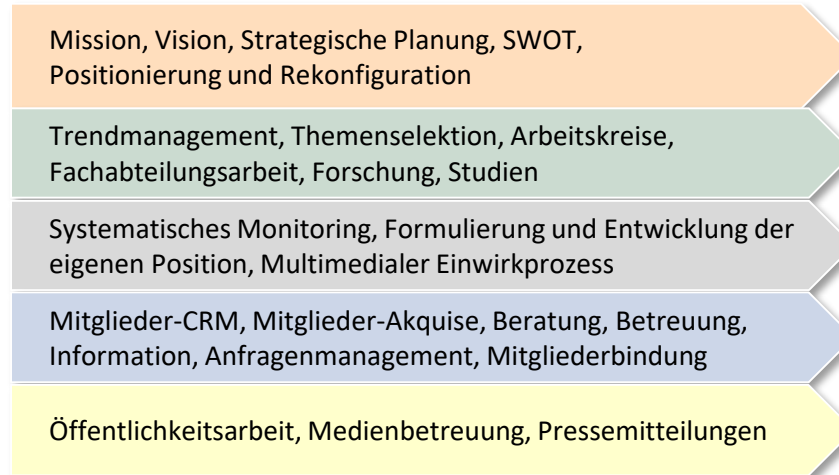 Mission, Vision, Strategische Planung, SWOT,
Positionierung und Rekonfiguration
Trendmanagement, Themenselektion, Arbeitskreise,
Fachabteilungsarbeit, Forschung, Studien
Systematisches Monitoring, Formulierung und Entwicklung der
eigenen Position, Multimedialer Einwirkprozess
Mitglieder-CRM, Mitglieder-Akquise, Beratung, Betreuung,
Information, Anfragenmanagement, Mitgliederbindung
Öffentlichkeitsarbeit, Medienbetreuung, Pressemitteilungen